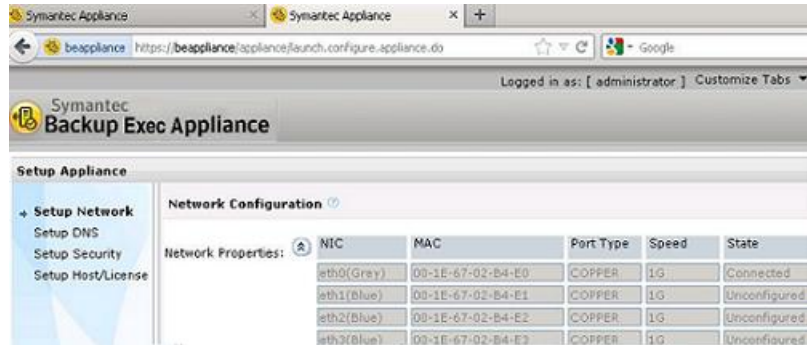 Symantec Appliance Symantec Appliance
beappliance https://beappliance/appliance/launch.configure.appliance.do Google
Logged in as: [ administrator ] Customize Tabs
Symantec
Backup Exec Appliance
Setup Appliance
Setup Network
Setup DNS
Setup Security
Setup Host/License
Network Configuration
Network Properties:
NIC MAC Port Type Speed State
eth0(Grey) 00-1E-67-02-B4-E0 COPPER 1G Connected
eth1(Blue) 00-1E-67-02-B4-E1 COPPER 1G Unconfigured
eth2(Blue) 00-1E-67-02-B4-E2 COPPER 1G Unconfigured
eth3(Blue) 00-1E-67-02-B4-E3 COPPER 1G Unconfigured